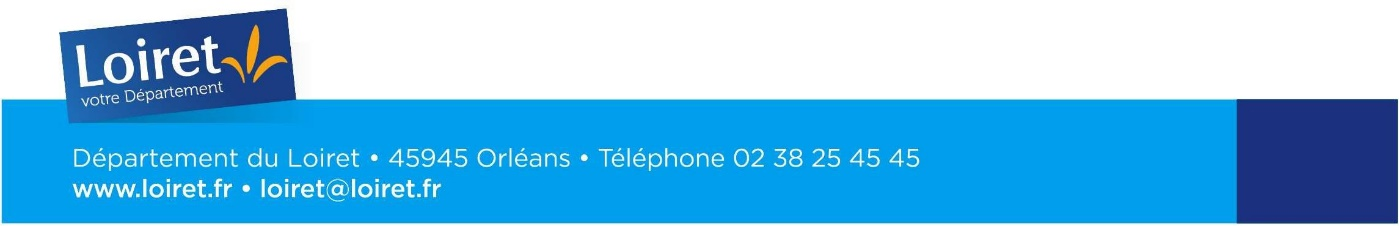 Loiret
votre Département
Département du Loiret • 45945 Orléans • Téléphone 02 38 25 45 45
www.loiret.fr • loiret@loiret.fr